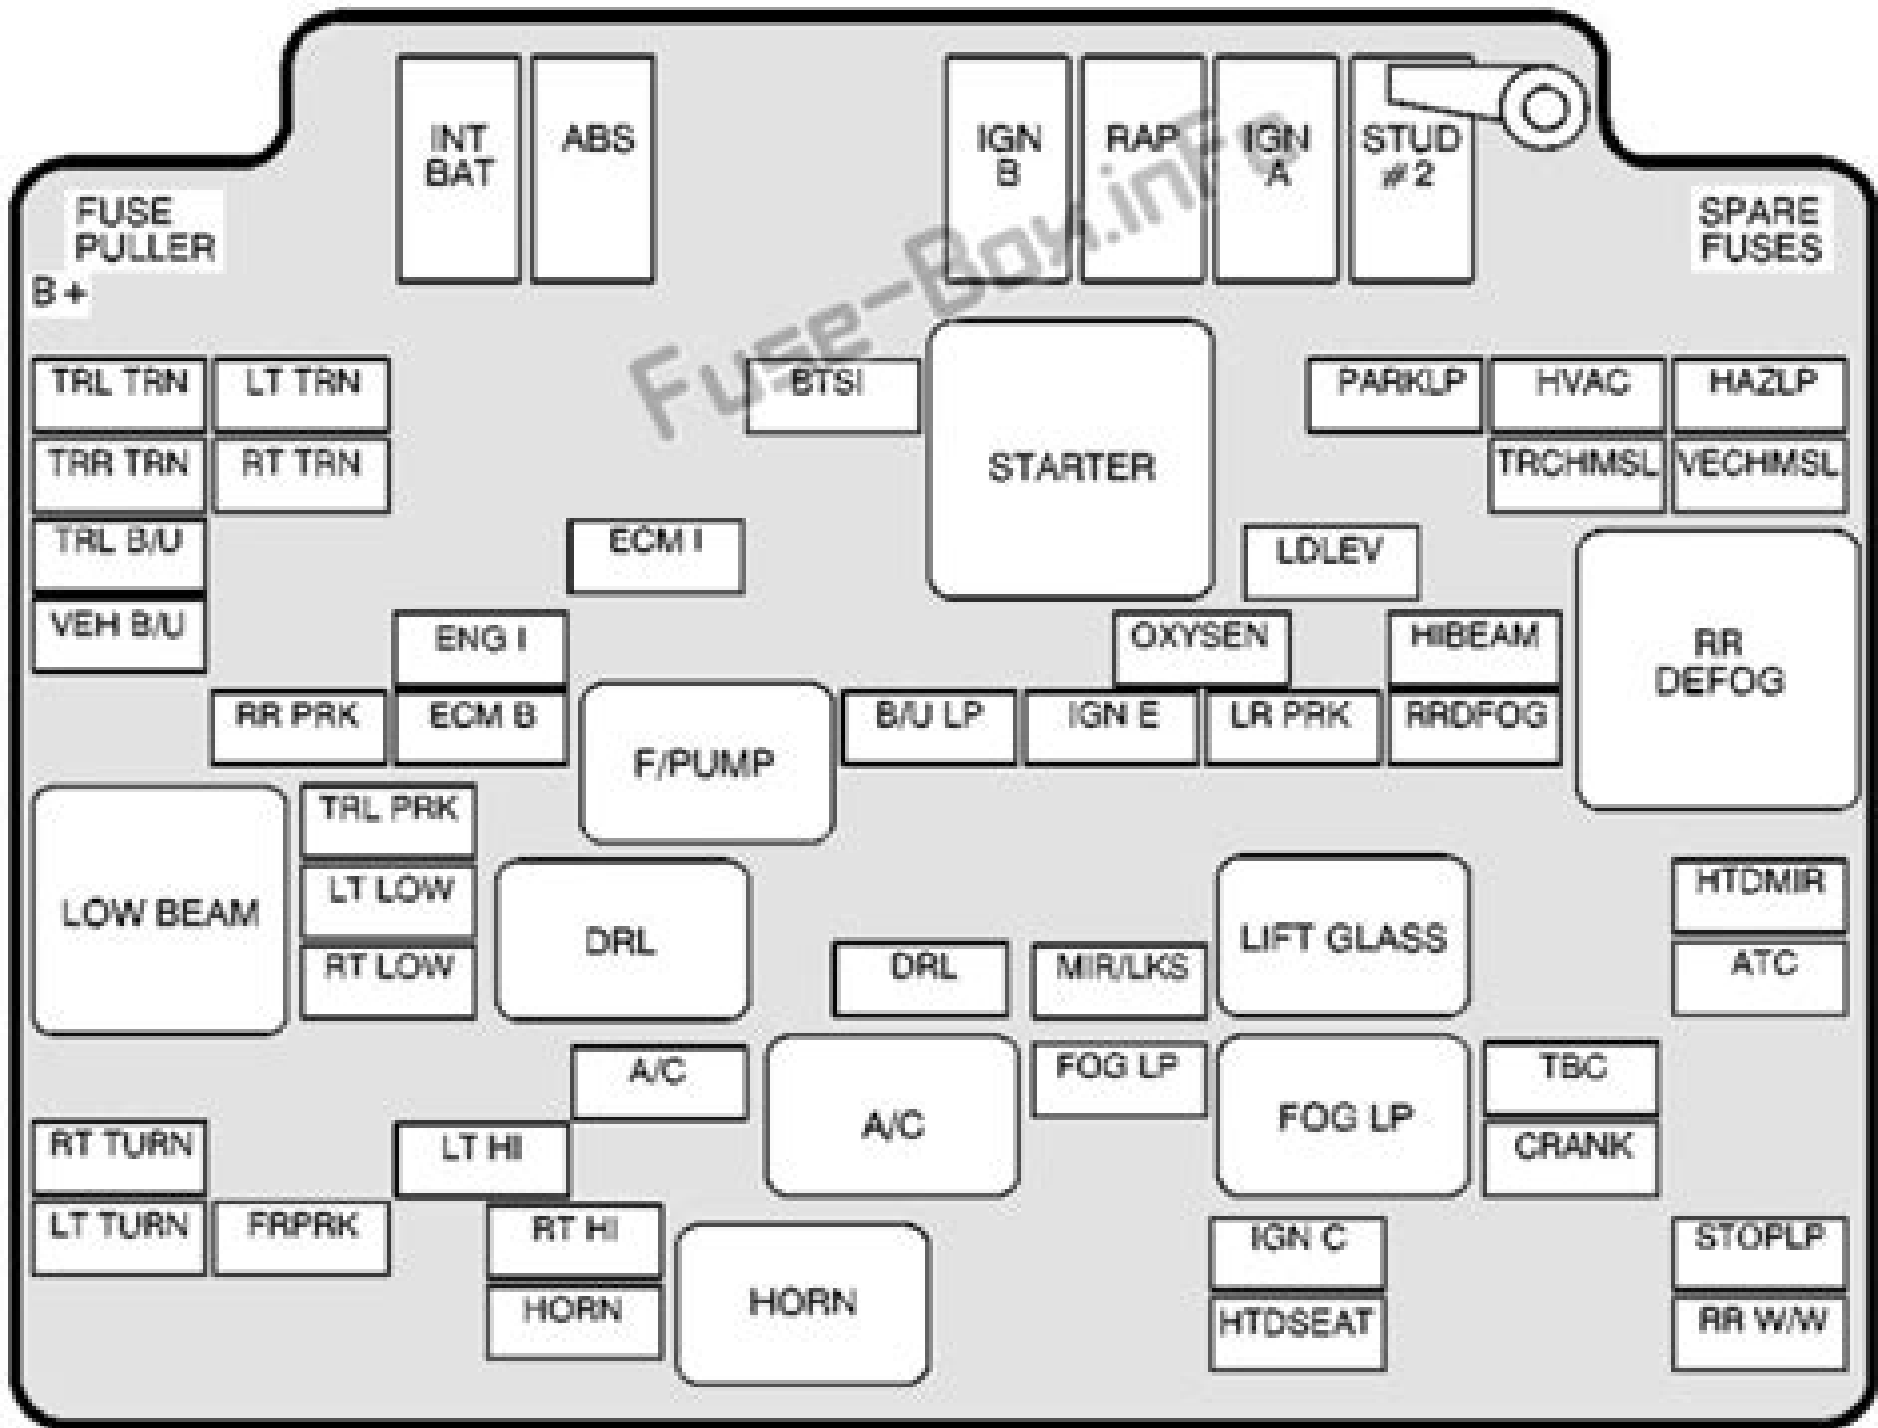 INT
BAT
ABS
IGN
B
RAP
IGN
A
STUD
#2
FUSE
PULLER
SPARE
FUSES
B+
Fuse-Box.inFo
TRL TRN
LT TRN
BTSI
PARKLP
HVAC
HAZLP
TRR TRN
RT TRN
STARTER
TRCHMSL
VECHMSL
TRL B/U
ECM I
LDLEV
VEH B/U
ENG I
OXYSEN
HIBEAM
RR
DEFOG
RR PRK
ECM B
F/PUMP
B/U LP
IGN E
LR PRK
RRDFOG
LOW BEAM
TRL PRK
LT LOW
RT LOW
DRL
DRL
MIR/LKS
LIFT GLASS
HTDMIR
ATC
A/C
A/C
FOG LP
FOG LP
TBC
CRANK
RT TURN
LT HI
LT TURN
FRPRK
RT HI
HORN
HORN
IGN C
HTDSEAT
STOPLP
RR W/W